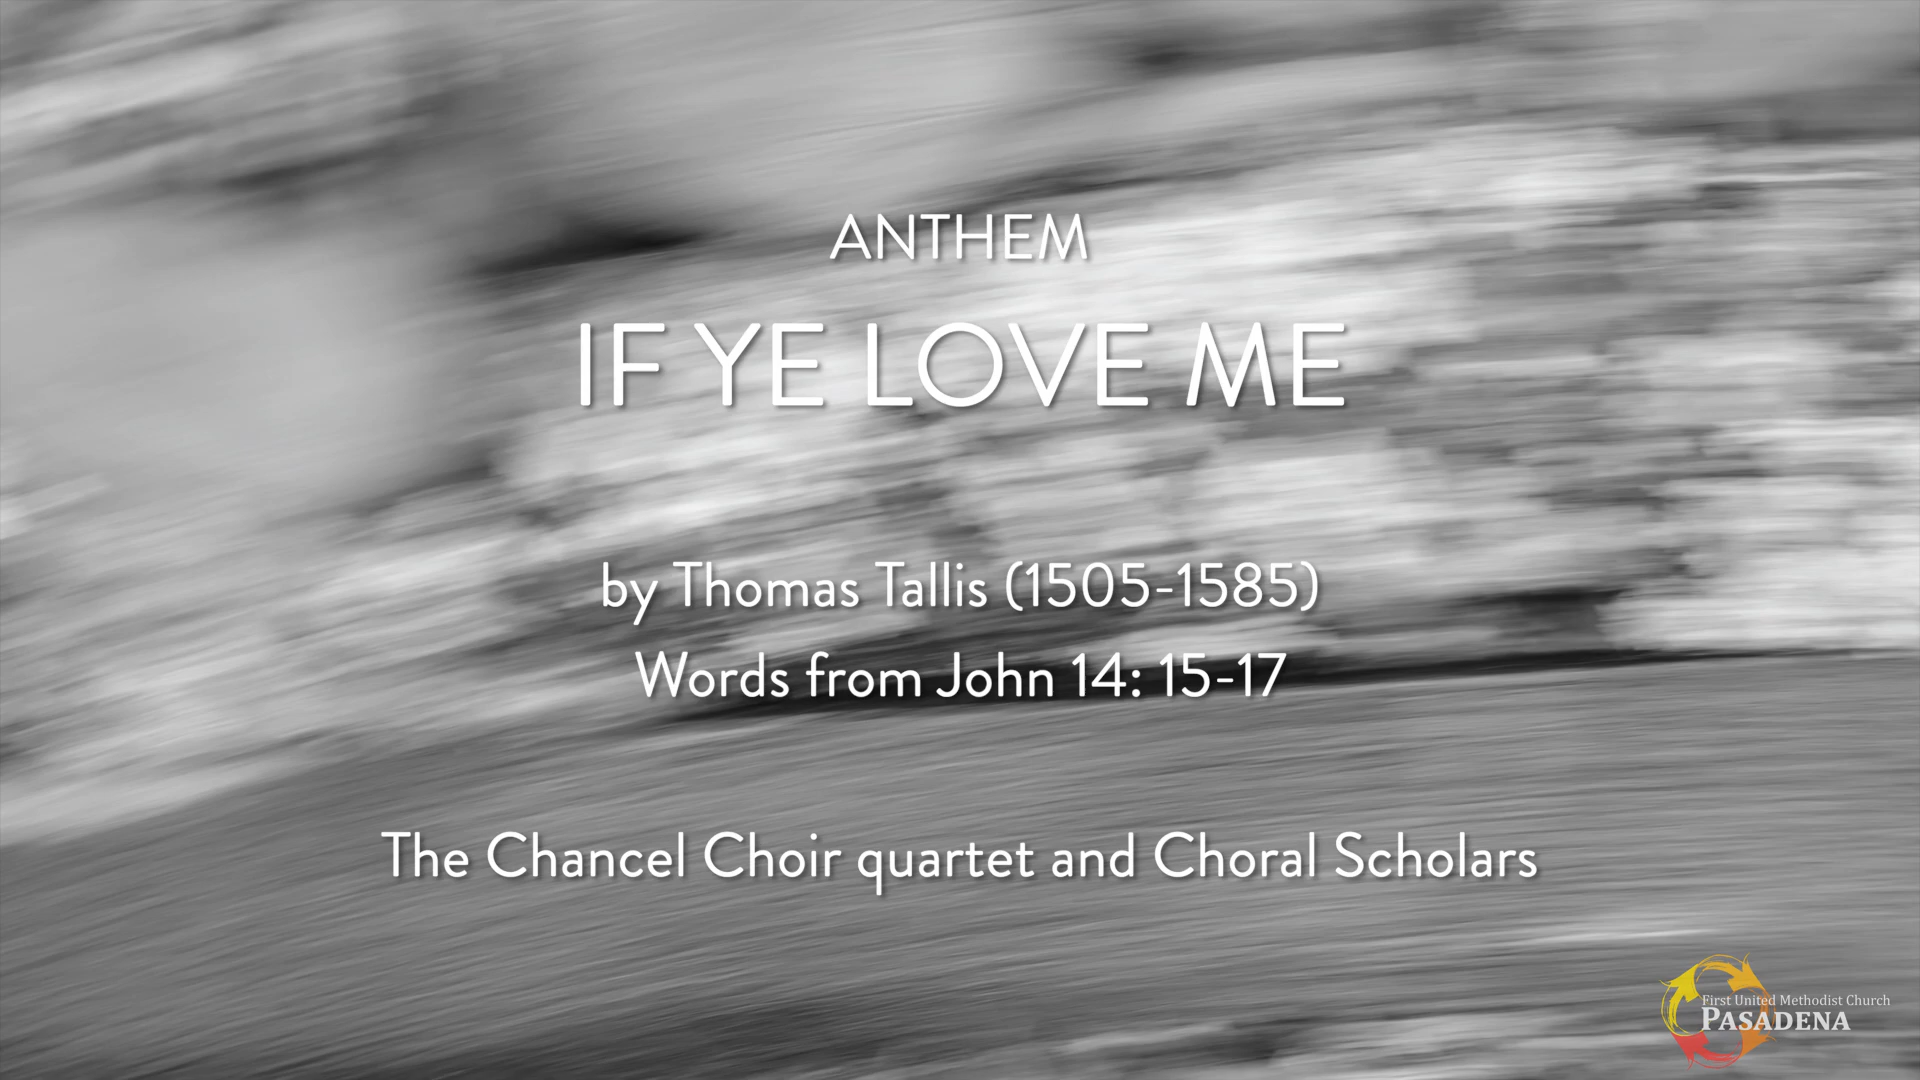 ANTHEM
IF YE LOVE ME
by Thomas Tallis (1505-1585)
Words from John 14: 15-17
The Chancel Choir quartet and Choral Scholars
First United Methodist Church
PASADENA